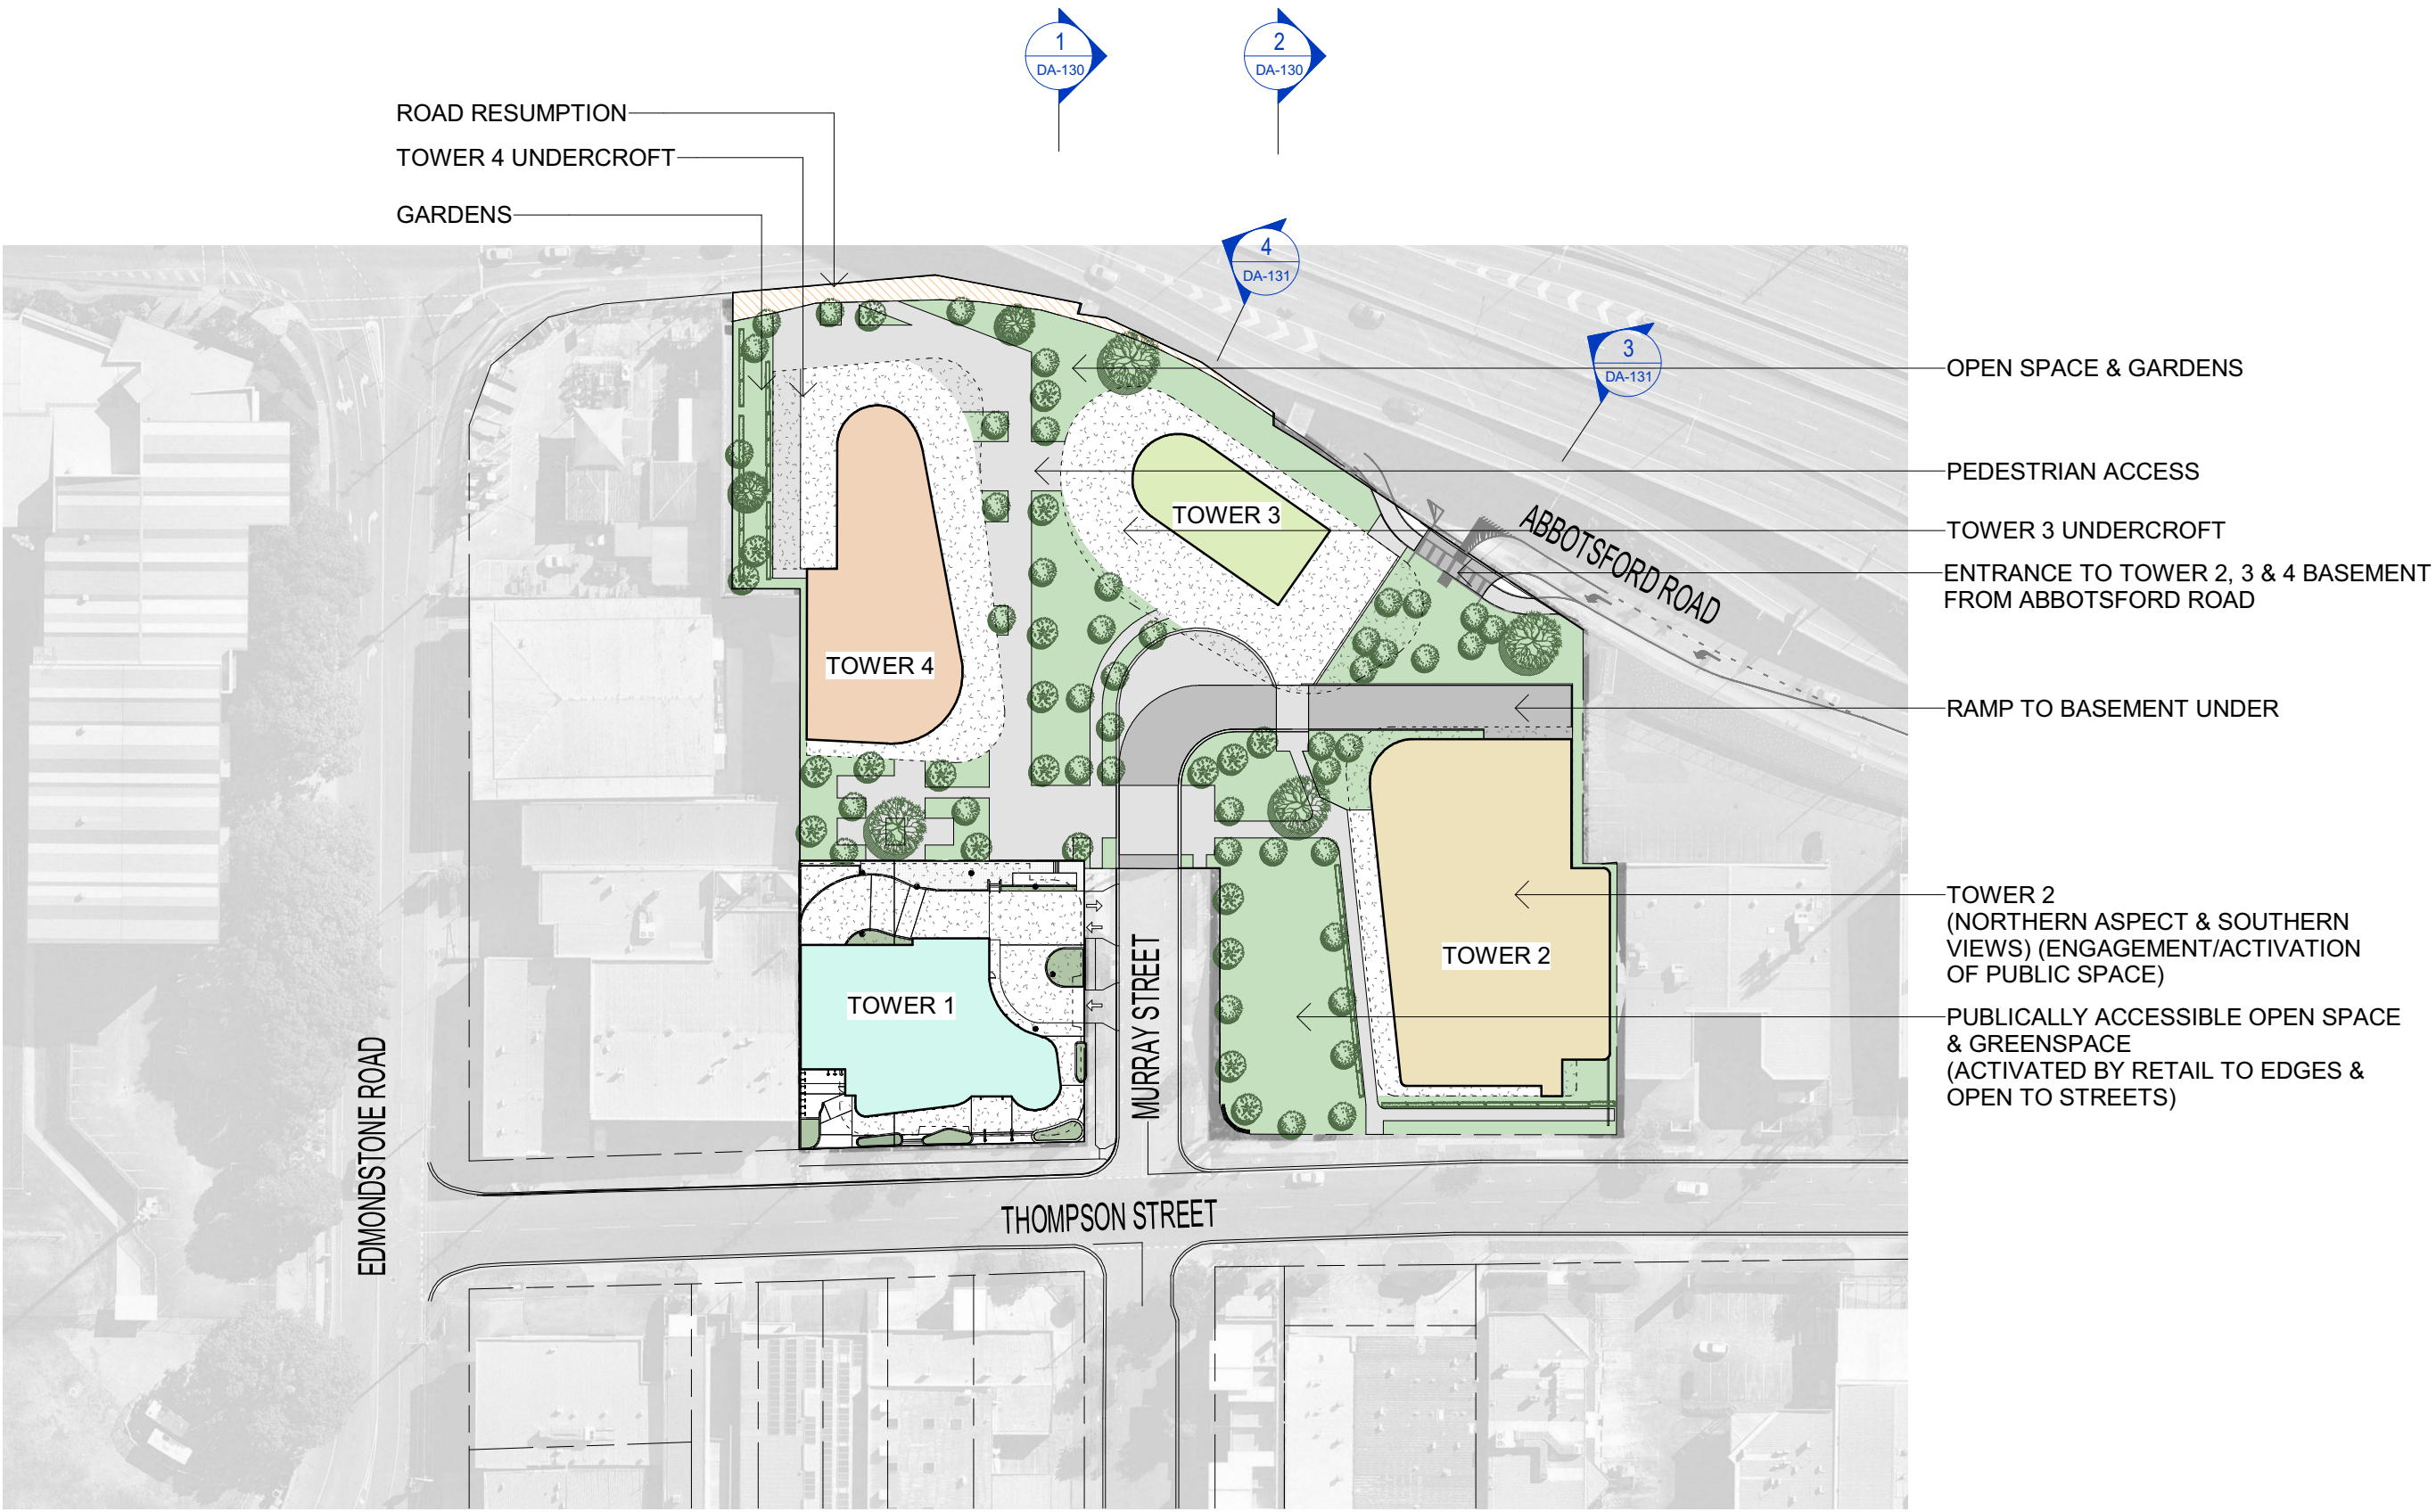 1
DA-130
2
DA-130
ROAD RESUMPTION
TOWER 4 UNDERCROFT
GARDENS
4
DA-131
3
DA-131
OPEN SPACE & GARDENS
PEDESTRIAN ACCESS
TOWER 3
TOWER 3 UNDERCROFT
ABBOTSFORD ROAD
ENTRANCE TO TOWER 2, 3 & 4 BASEMENT
FROM ABBOTSFORD ROAD
TOWER 4
RAMP TO BASEMENT UNDER
TOWER 2
(NORTHERN ASPECT & SOUTHERN
VIEWS) (ENGAGEMENT/ACTIVATION
OF PUBLIC SPACE)
TOWER 2
TOWER 1
PUBLICALLY ACCESSIBLE OPEN SPACE
& GREENSPACE
(ACTIVATED BY RETAIL TO EDGES &
OPEN TO STREETS)
MURRAY STREET
EDMONDSTONE ROAD
THOMPSON STREET